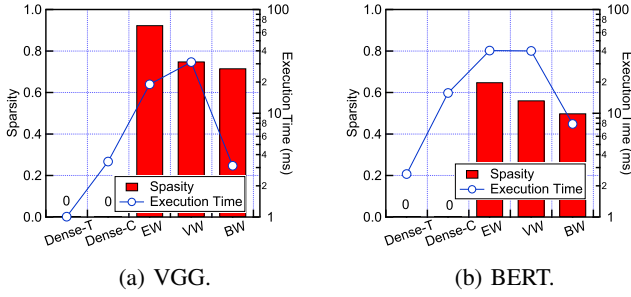 1.0
0.8
0.6
0.4
0.2
0.0
Sparsity
100
8
6
4
2
10
8
6
4
2
1
Execution Time (ms)
0
0
Spasity
Execution Time
Dense-T
Dense-C
EW
VW
BW
(a) VGG.
1.0
0.8
0.6
0.4
0.2
0.0
Sparsity
100
8
6
4
2
10
8
6
4
2
1
Execution Time (ms)
0
0
Spasity
Execution Time
Dense-T
Dense-C
EW
VW
BW
(b) BERT.